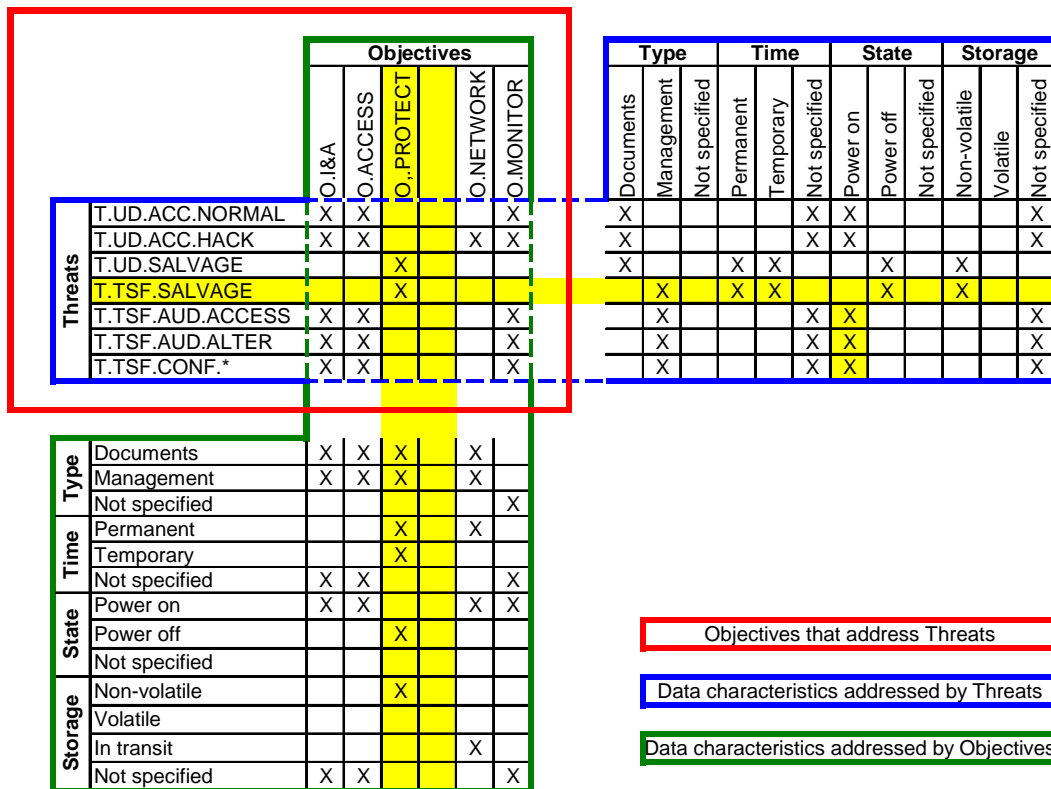 Objectives Type Time State Storage
O.I&A O.ACCESS O,.PROTECT O.NETWORK O.MONITOR Documents Management Not specified Permanent Temporary Not specified Power on Power off Not specified Non-volatile Volatile Not specified
Threats
T.UD.ACC.NORMAL X X X X X X X
T.UD.ACC.HACK X X X X X X X X
T.UD.SALVAGE X X X X X X
T.TSF.SALVAGE X X X X X X
T.TSF.AUD.ACCESS X X X X X X X
T.TSF.AUD.ALTER X X X X X X X
T.TSF.CONF.* X X X X X X X
Type
Documents X X X X
Management X X X X
Not specified X
Time
Permanent X X
Temporary X
Not specified X X X
State
Power on X X X X
Power off X
Not specified
Storage
Non-volatile X
Volatile
In transit X
Not specified X X X
Objectives that address Threats
Data characteristics addressed by Threats
Data characteristics addressed by Objectives